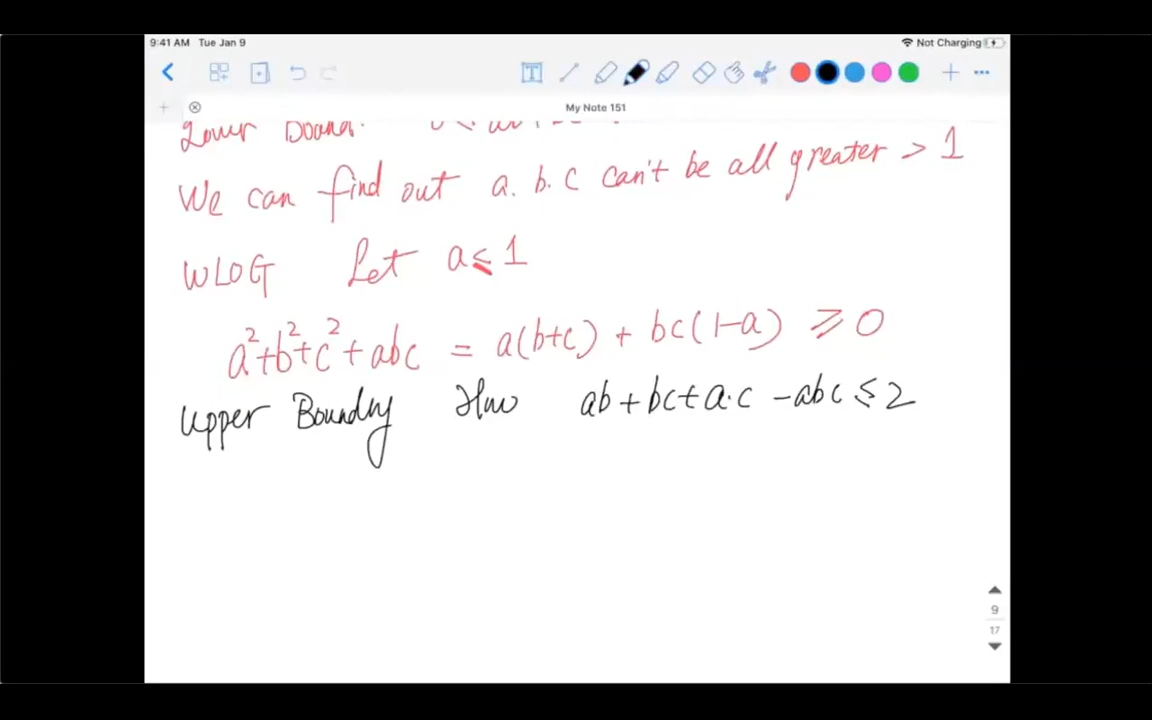 9:41 AM Tue Jan 9
Not Charging
My Note 151
Lower Bound.
We can find out a. b. c can't be all greater > 1
WLOG Let a ≤ 1
a²+b²+c²+abc = a(b+c) + bc(1-a) ≥ 0
Upper Boundry ab+bc+a.c -abc ≤ 2
9
17